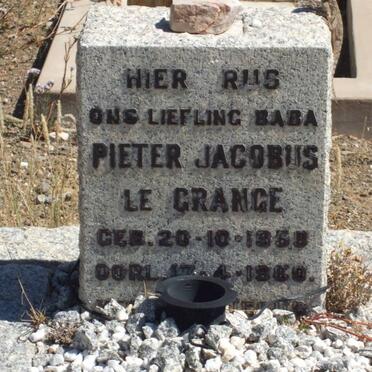 HIER RUS
ONS LIEFLING BABA
PIETER JACOBUS
LE GRANGE
GEB. 20-10-1959
OORL. 17-4-1960.